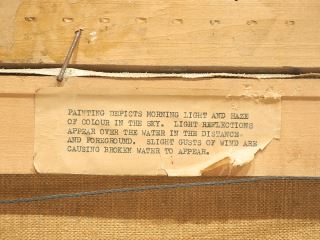 PAINTING DEPICTS MORNING LIGHT AND HAZE
OF COLOUR IN THE SKY. LIGHT REFLECTIONS
APPEAR OVER THE WATER IN THE DISTANCE
AND FOREGROUND. SLIGHT GUSTS OF WIND ARE
CAUSING BROKEN WATER TO APPEAR.